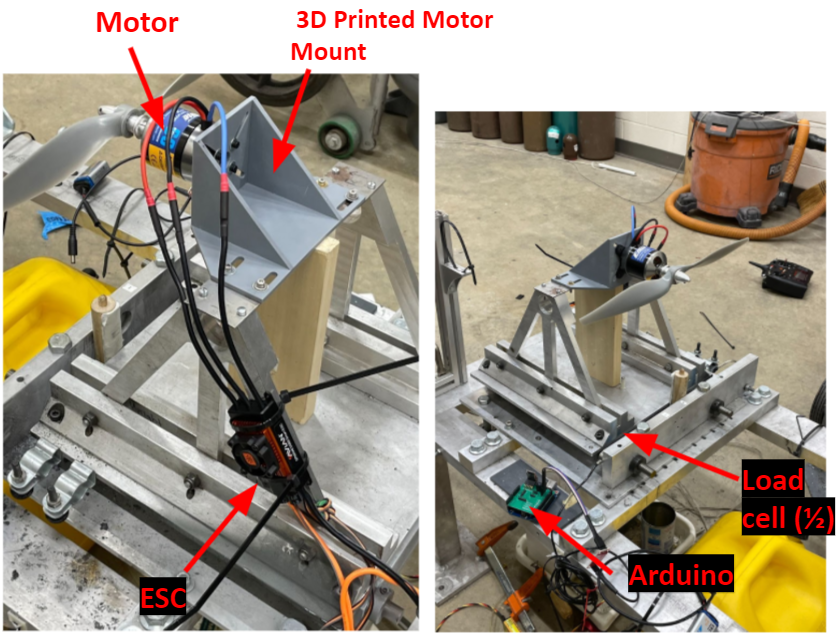 Motor
3D Printed Motor
Mount
ESC
Load
cell (½)
Arduino